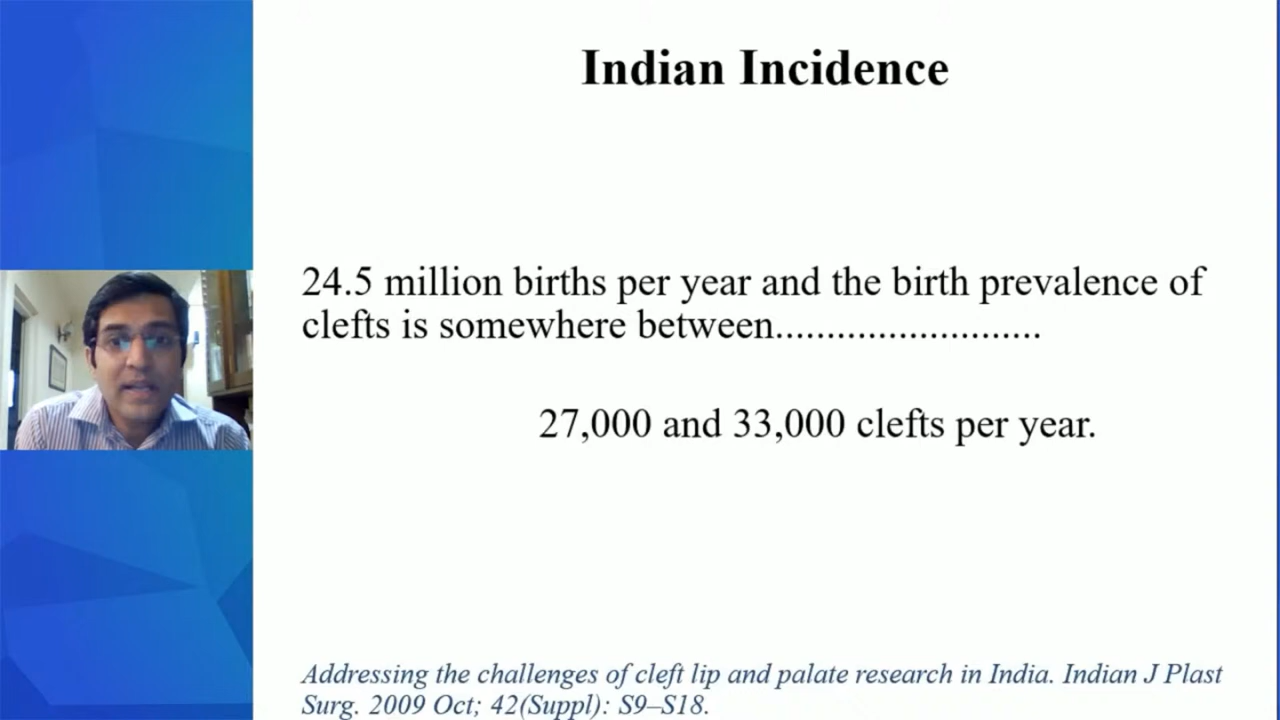 Indian Incidence
24.5 million births per year and the birth prevalence of
clefts is somewhere between..........................
27,000 and 33,000 clefts per year.
Addressing the challenges of cleft lip and palate research in India. Indian J Plast
Surg. 2009 Oct; 42(Suppl): S9–S18.